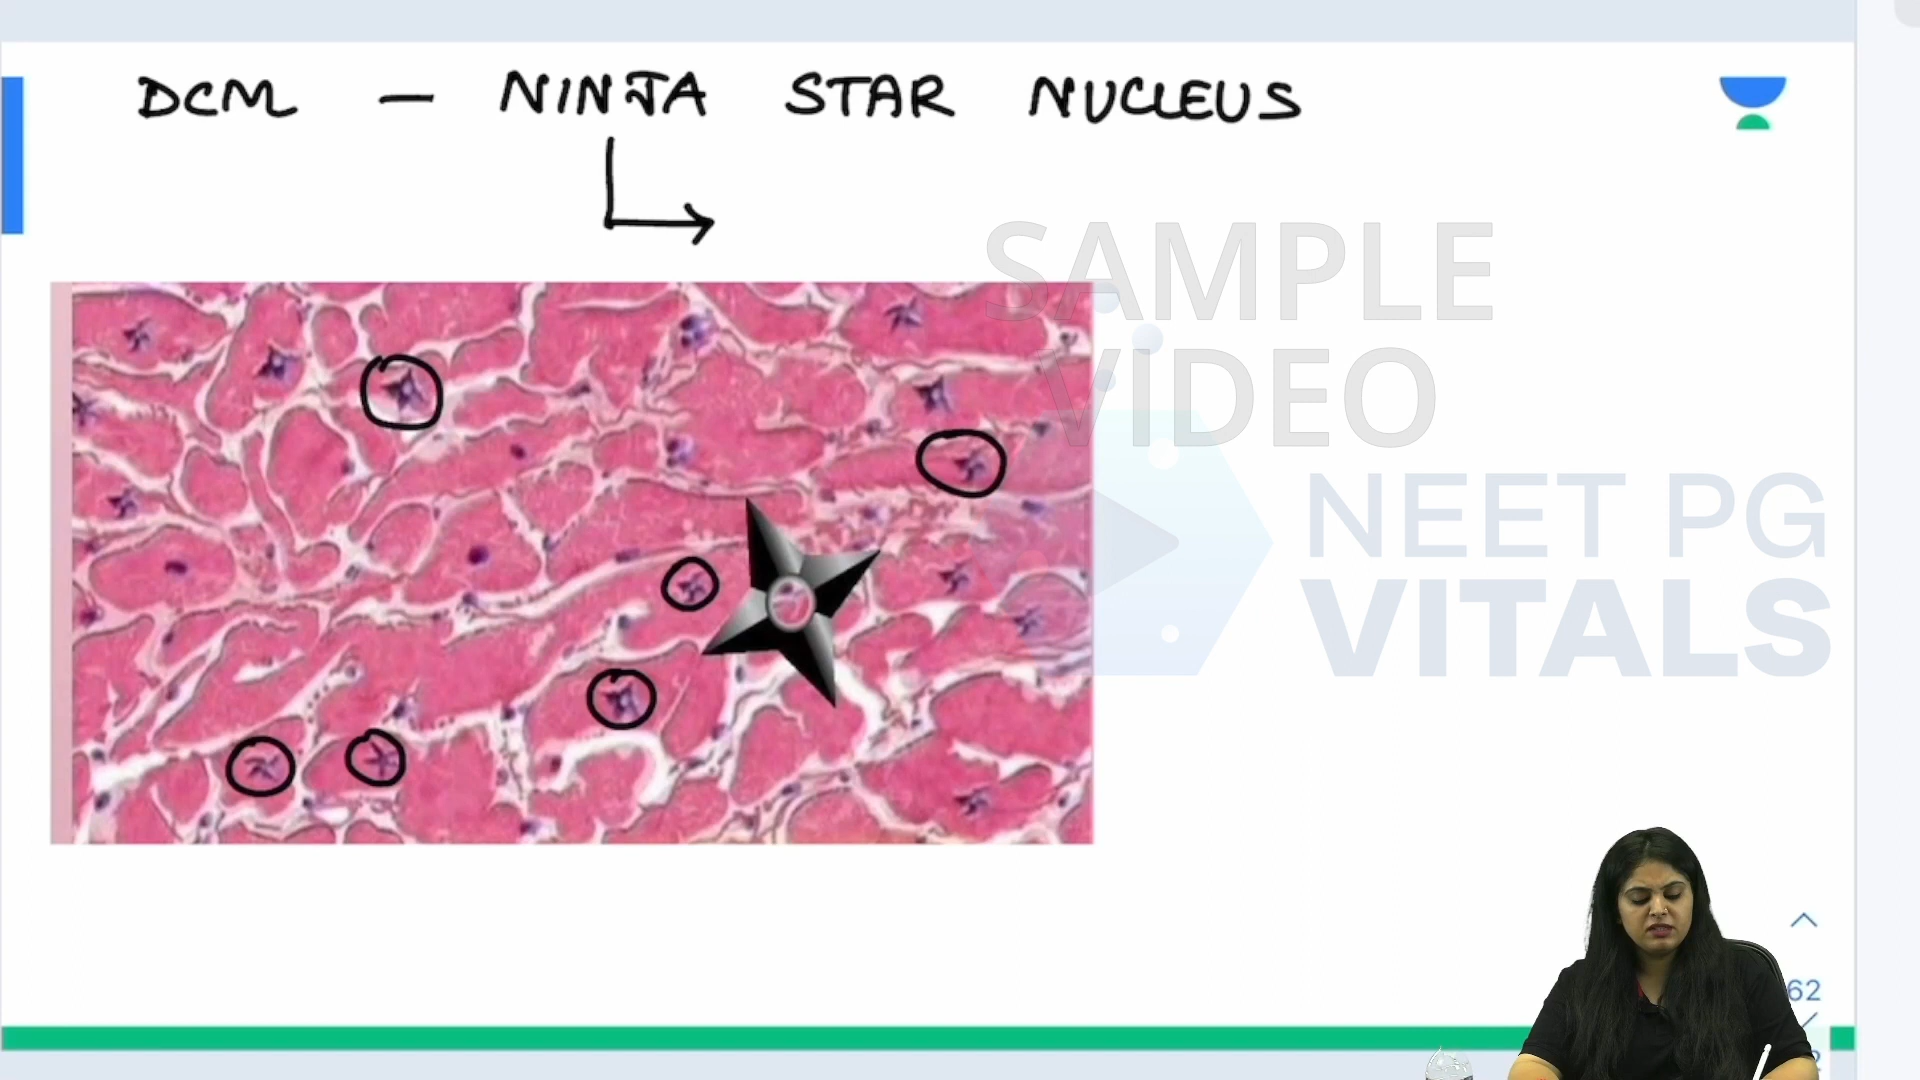 DCM – NINJA STAR NUCLEUS
SAMPLE
VIDEO
NEET PG
VITALS
62